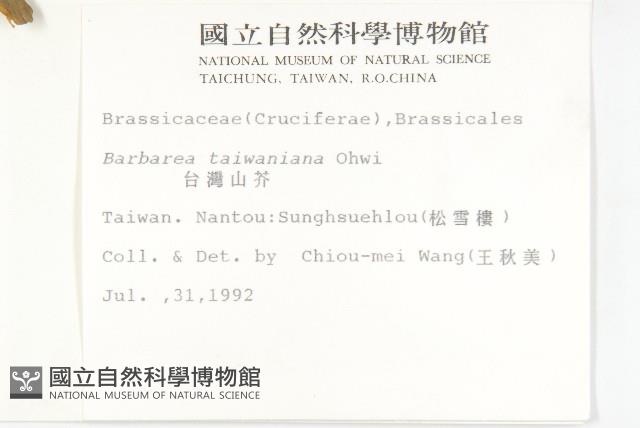 國立自然科學博物館
NATIONAL MUSEUM OF NATURAL SCIENCE
TAICHUNG, TAIWAN, R.O.CHINA
Brassicaceae(Cruciferae),Brassicales
Barbarea taiwaniana Ohwi
台灣山芥
Taiwan. Nantou:Sunghsuehlou(松雪樓)
Coll. & Det. by Chiou-mei Wang(王秋美)
Jul. ,31,1992
國立自然科學博物館
NATIONAL MUSEUM OF NATURAL SCIENCE